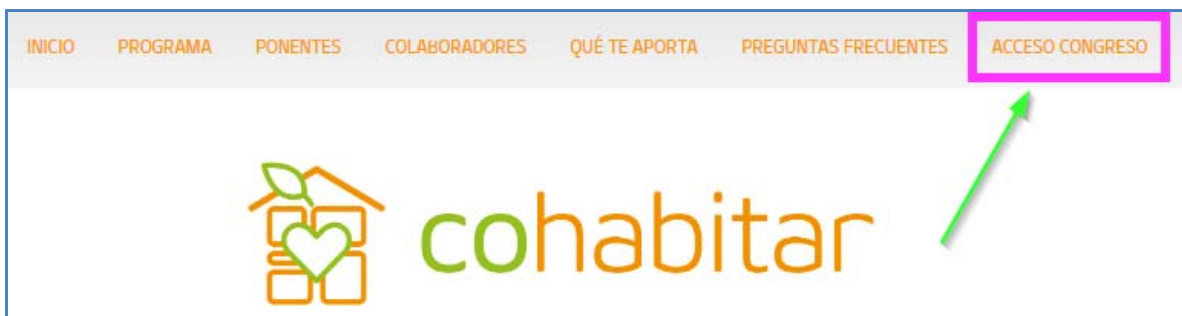 INICIO PROGRAMA PONENTES COLABORADORES QUÉ TE APORTA PREGUNTAS FRECUENTES ACCESO CONGRESO
cohabitar